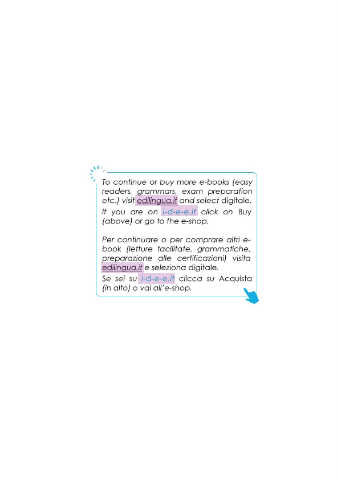 To continue or buy more e-books (easy
readers, grammars, exam preparation
etc.) visit edilingua.it and select digitale.
If you are on i-d-e-e.it click on Buy
(above) or go to the e-shop.
Per continuare o per comprare altri e-
book (letture facilitate, grammatiche,
preparazione alle certificazioni) visita
edilingua.it e seleziona digitale.
Se sei su i-d-e-e.it clicca su Acquista
(in alto) o vai all'e-shop.